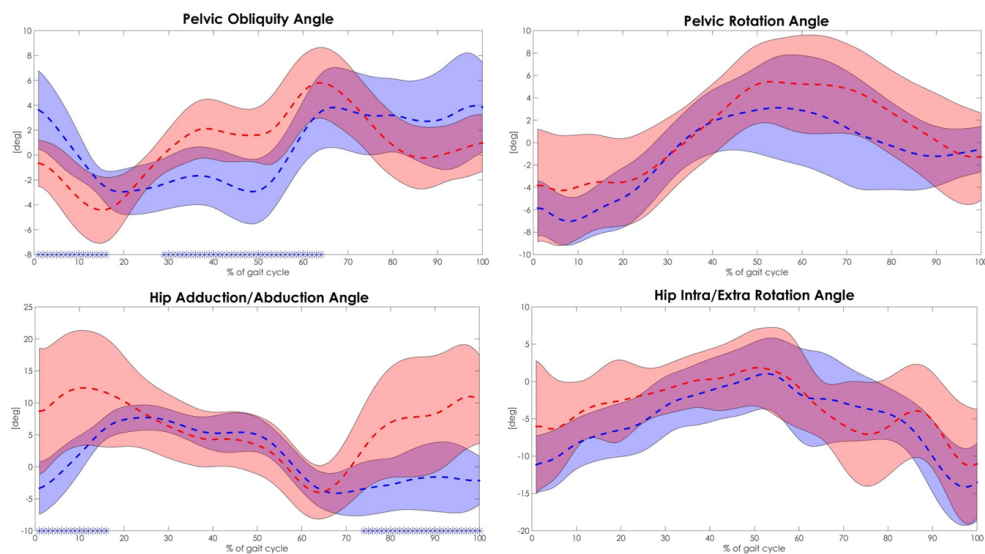 Pelvic Obliquity Angle
10
8
6
4
2
0
-2
-4
-6
-8
[deg]
0 10 20 30 40 50 60 70 80 90 100
% of gait cycle
Pelvic Rotation Angle
10
8
6
4
2
0
-2
-4
-6
-8
-10
[deg]
0 10 20 30 40 50 60 70 80 90 100
% of gait cycle
Hip Adduction/Abduction Angle
25
20
15
10
5
0
-5
-10
[deg]
0 10 20 30 40 50 60 70 80 90 100
% of gait cycle
Hip Intra/Extra Rotation Angle
10
5
0
-5
-10
-15
-20
[deg]
0 10 20 30 40 50 60 70 80 90 100
% of gait cycle